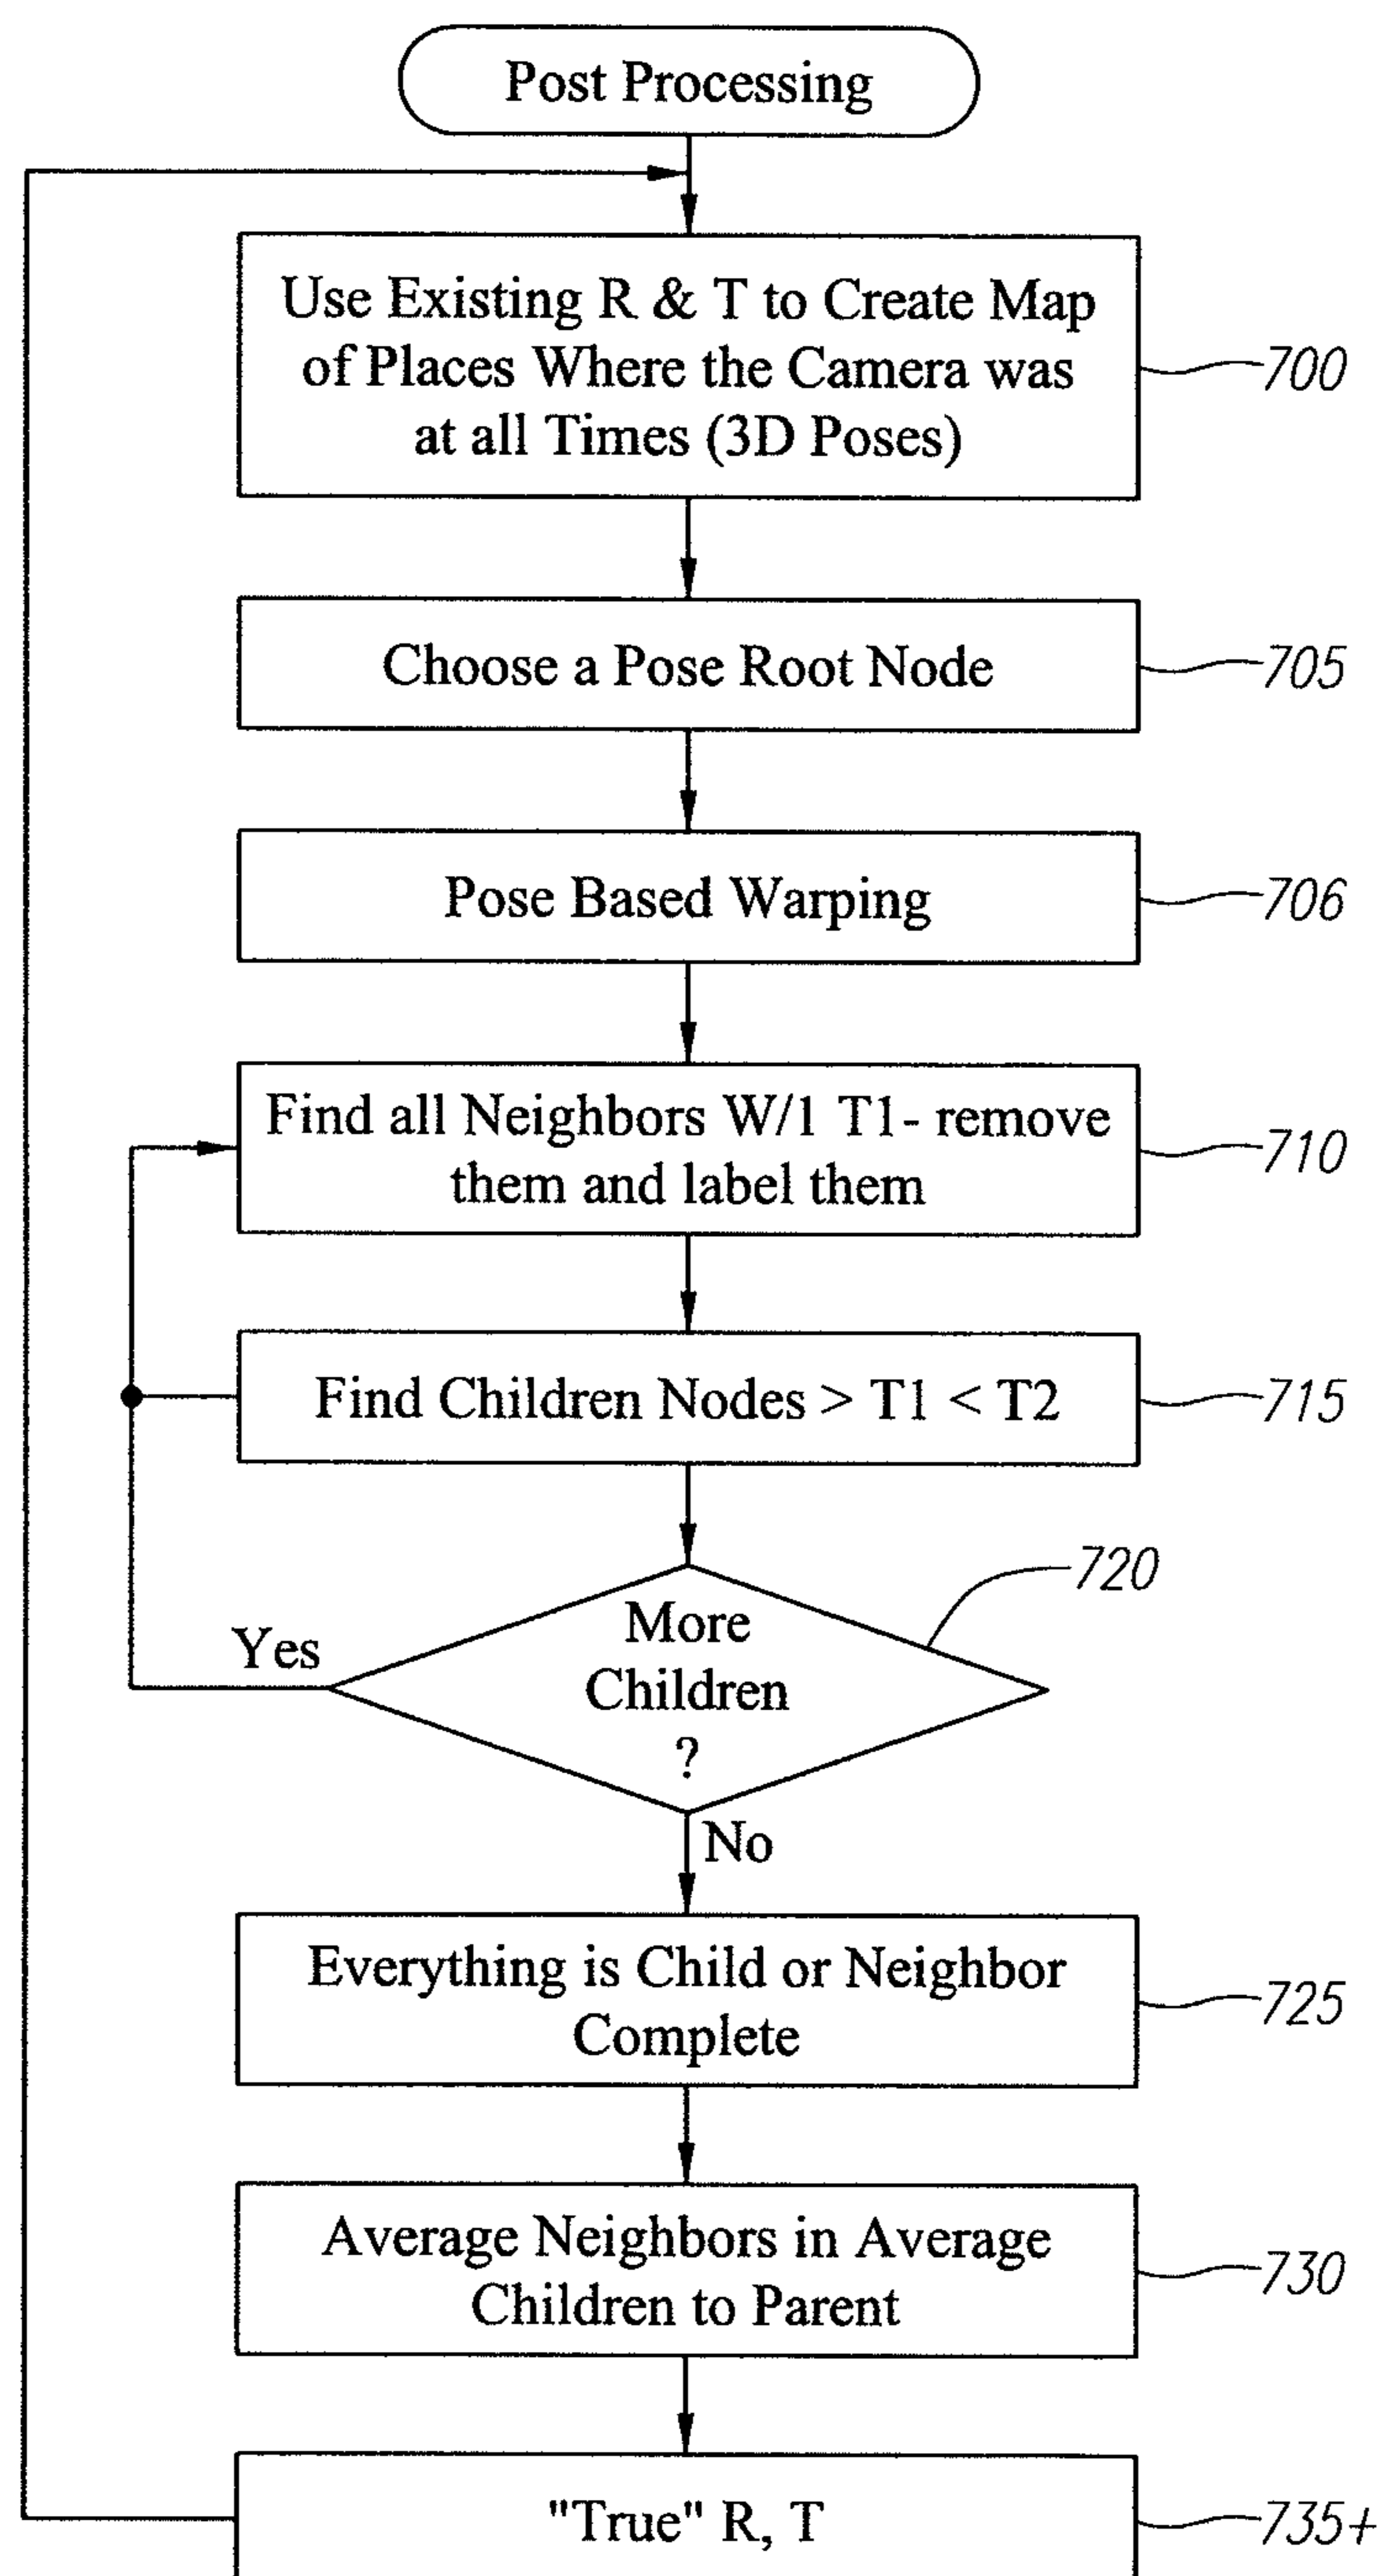 Post Processing
Use Existing R & T to Create Map
of Places Where the Camera was
at all Times (3D Poses)
700
Choose a Pose Root Node
705
Pose Based Warping
706
Find all Neighbors W/1 T1- remove
them and label them
710
Find Children Nodes > T1 < T2
715
720
More
Children
?
Yes
No
Everything is Child or Neighbor
Complete
725
Average Neighbors in Average
Children to Parent
730
"True" R, T
735+